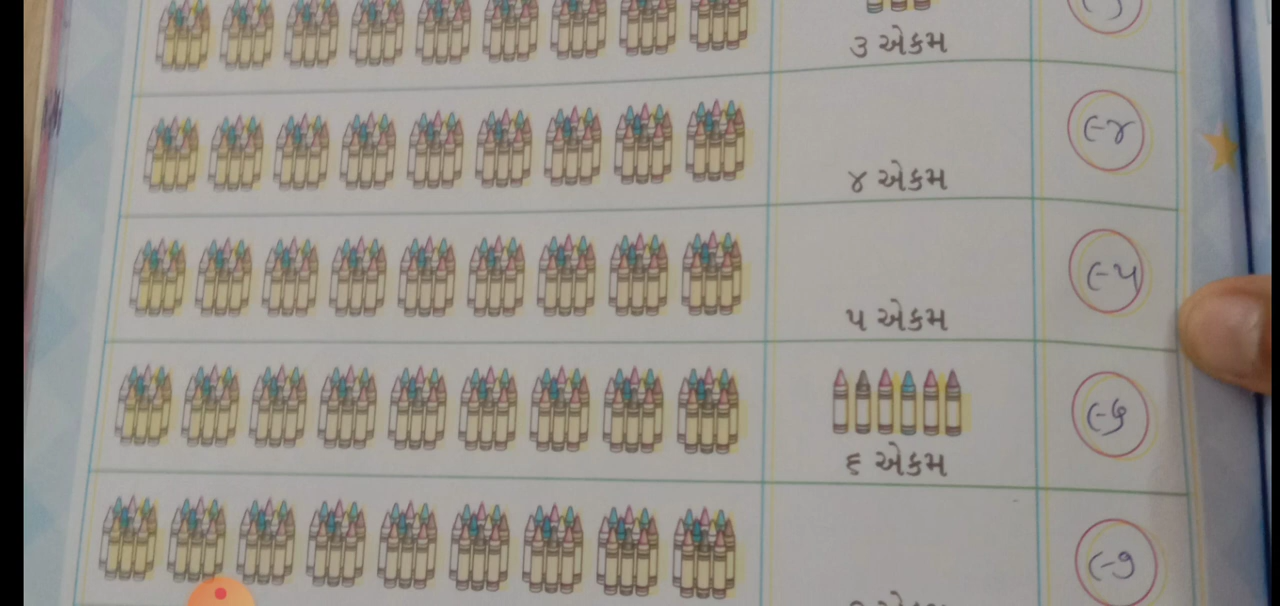 ૩ એકમ
૯૪
૪ એકમ
૯૫
૫ એકમ
૯૬
૬ એકમ
૯૭